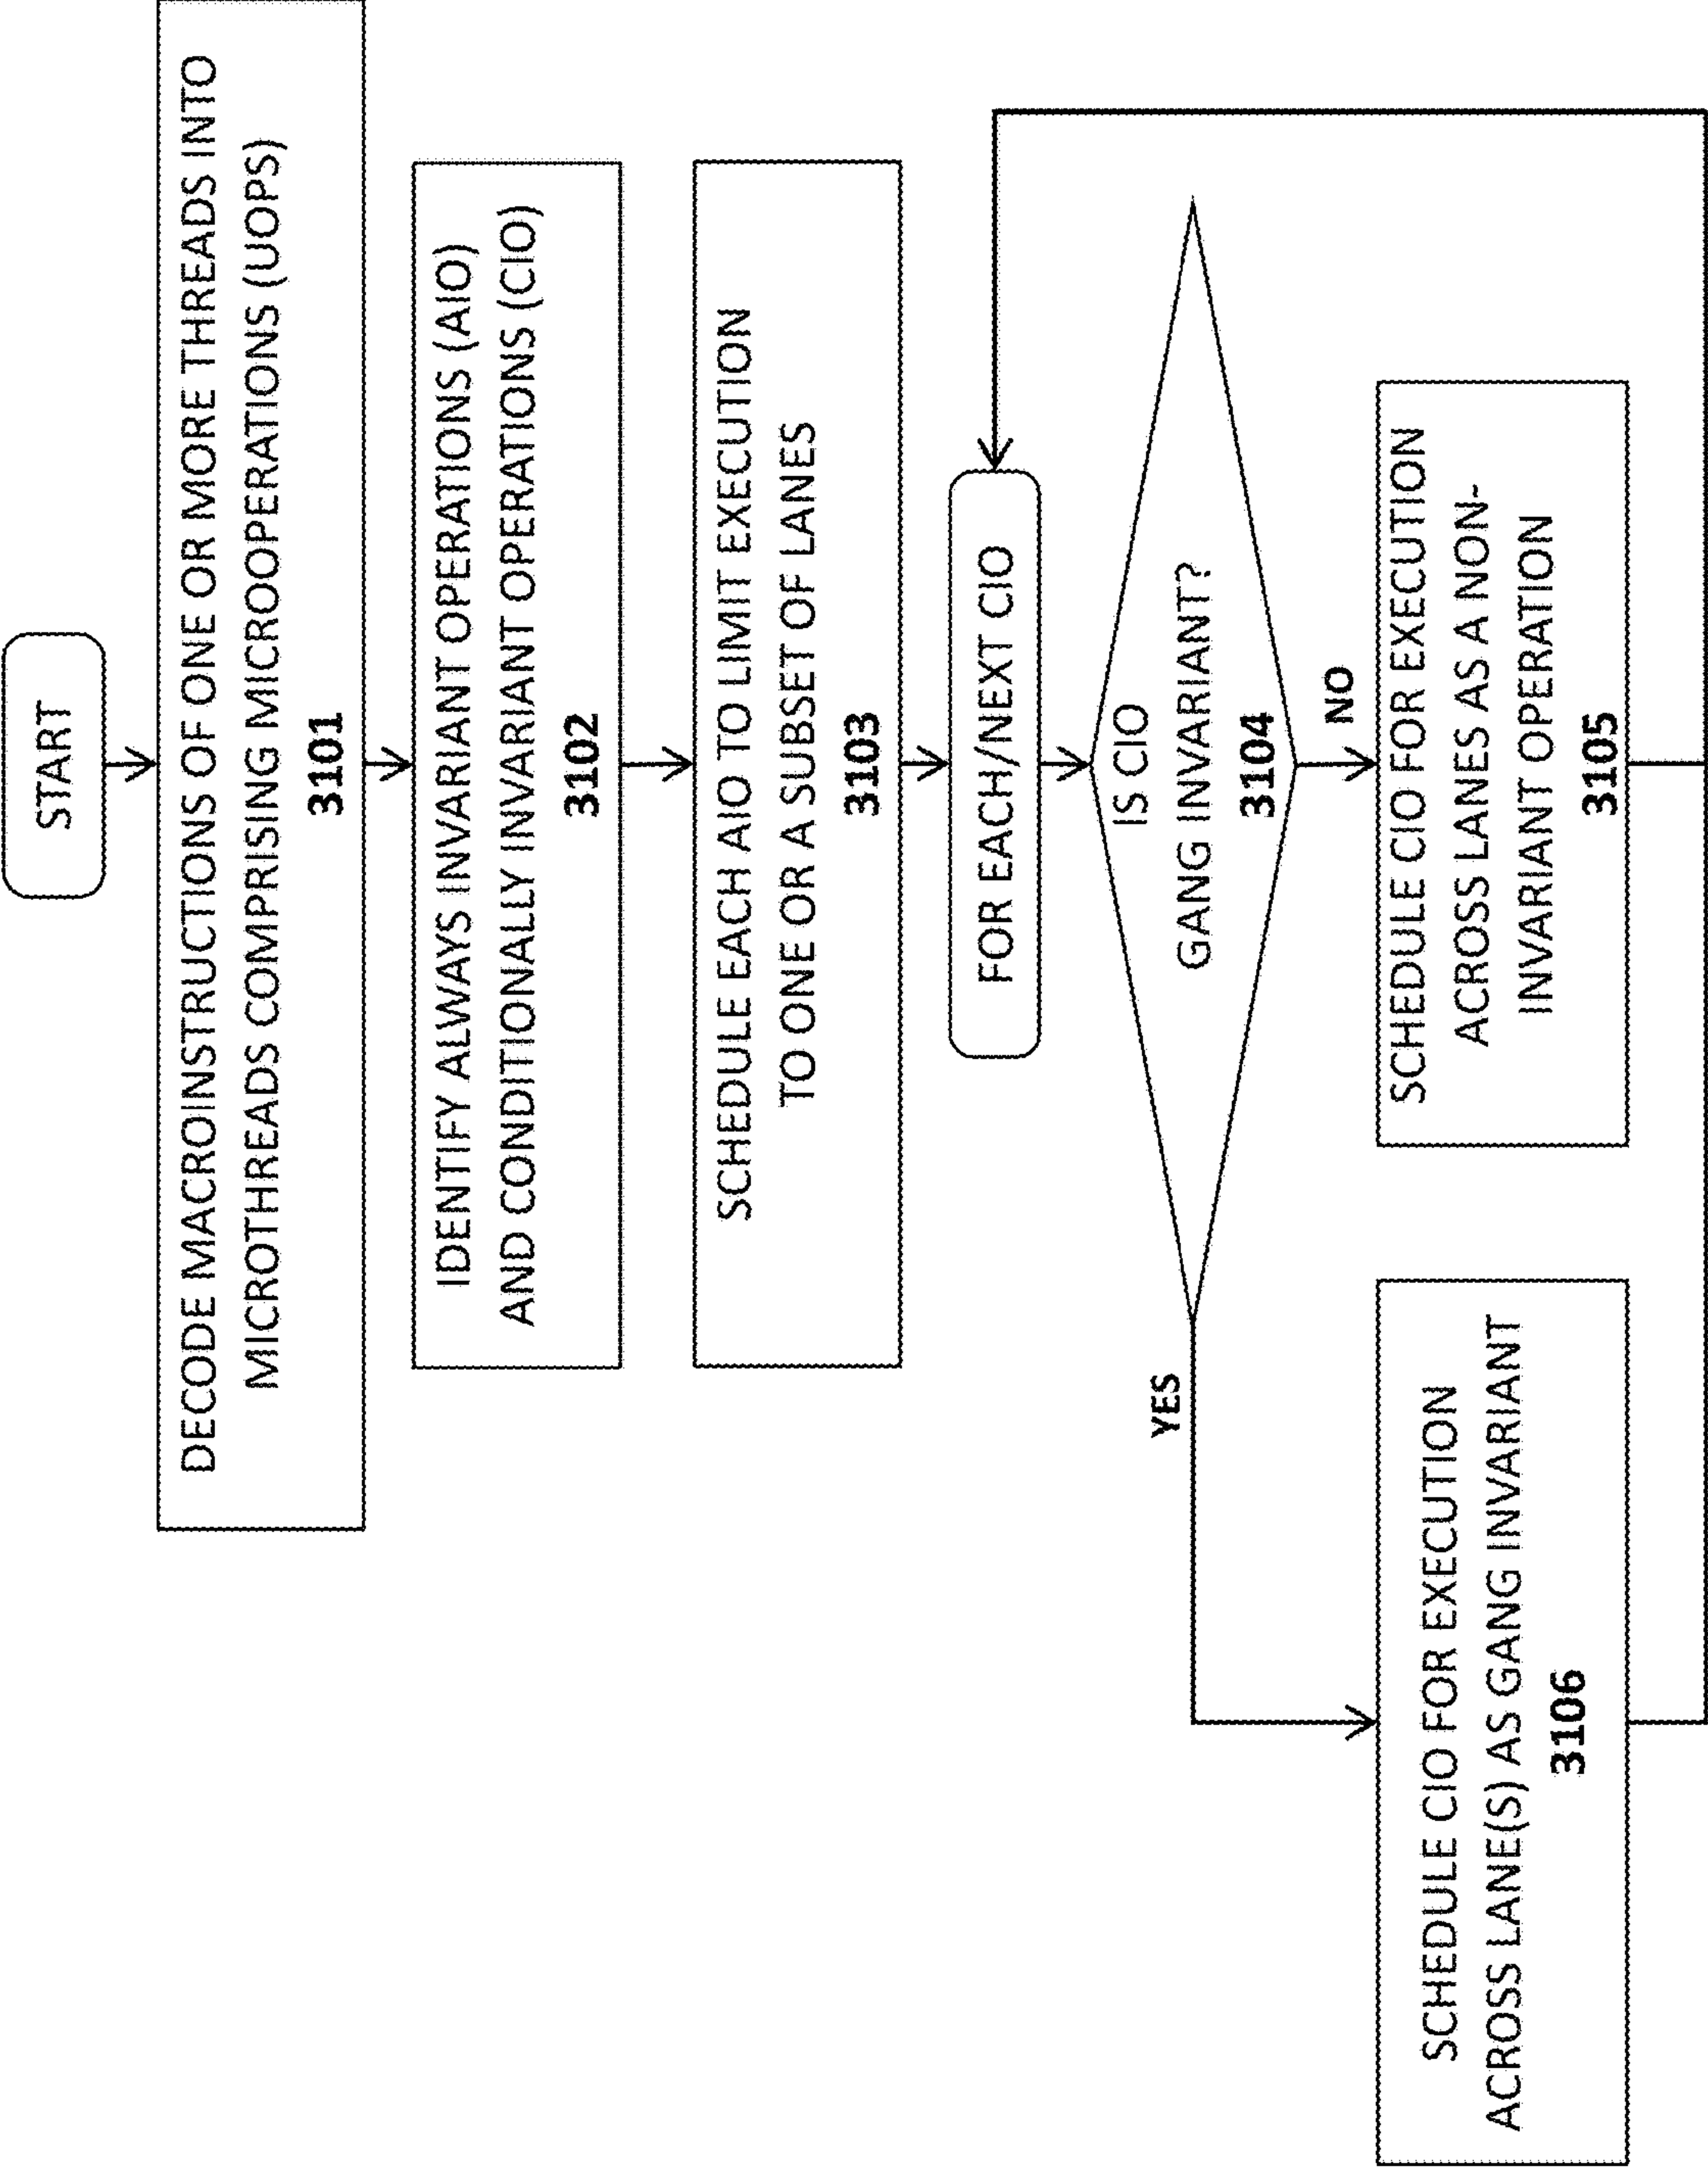 START
DECODE MACROINSTRUCTIONS OF ONE OR MORE THREADS INTO
MICROTHREADS COMPRISING MICROOPERATIONS (UOPS)
3101
IDENTIFY ALWAYS INVARIANT OPERATIONS (AIO)
AND CONDITIONALLY INVARIANT OPERATIONS (CIO)
3102
SCHEDULE EACH AIO TO LIMIT EXECUTION
TO ONE OR A SUBSET OF LANES
3103
FOR EACH/NEXT CIO
IS CIO
GANG INVARIANT?
3104
YES
NO
SCHEDULE CIO FOR EXECUTION
ACROSS LANE(S) AS GANG INVARIANT
3106
SCHEDULE CIO FOR EXECUTION
ACROSS LANES AS A NON-
INVARIANT OPERATION
3105